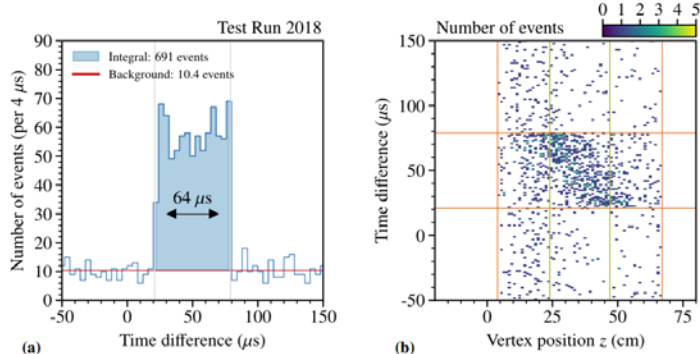 Test Run 2018
90
80
70
60
50
40
30
20
10
0
Number of events (per 4 μs)
Integral: 691 events
Background: 10.4 events
64 μs
-50
0
50
100
150
Time difference (μs)
(a)
Number of events
0 1 2 3 4 5
150
100
50
0
-50
Time difference (μs)
0
25
50
75
Vertex position z (cm)
(b)